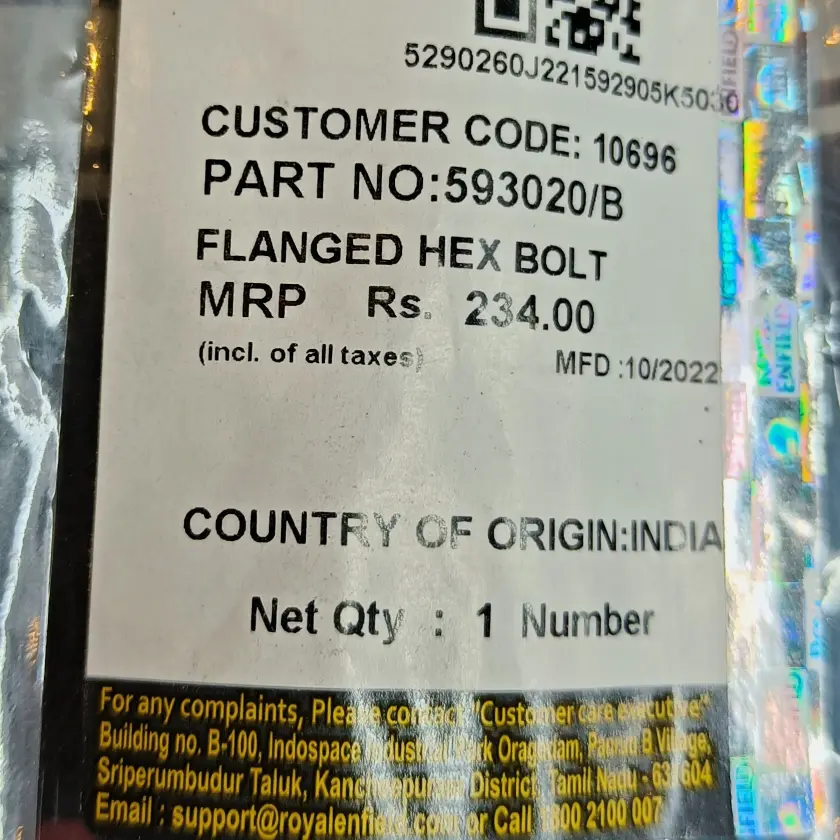 5290260J221592905K5030
CUSTOMER CODE: 10696
PART NO:593020/B
FLANGED HEX BOLT
MRP Rs. 234.00
(incl. of all taxes)
MFD :10/2022
COUNTRY OF ORIGIN:INDIA
Net Qty : 1 Number
For any complaints, Please contact "Customer care executive"
Building no. B-100, Indospace Industrial Park Oragadam, Village,
Sriperumbudur Taluk, Kancheepuram District, Tamil Nadu -
Email : support@royalenfield.com or Call 1800 2100 007
ENFIELD